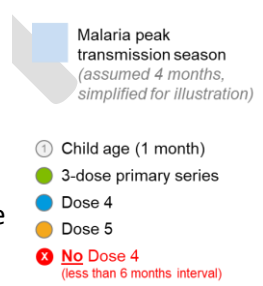 Malaria peak
transmission season
(assumed 4 months,
simplified for illustration)
1 Child age (1 month)
3-dose primary series
e
Dose 4
Dose 5
X No Dose 4
(less than 6 months interval)